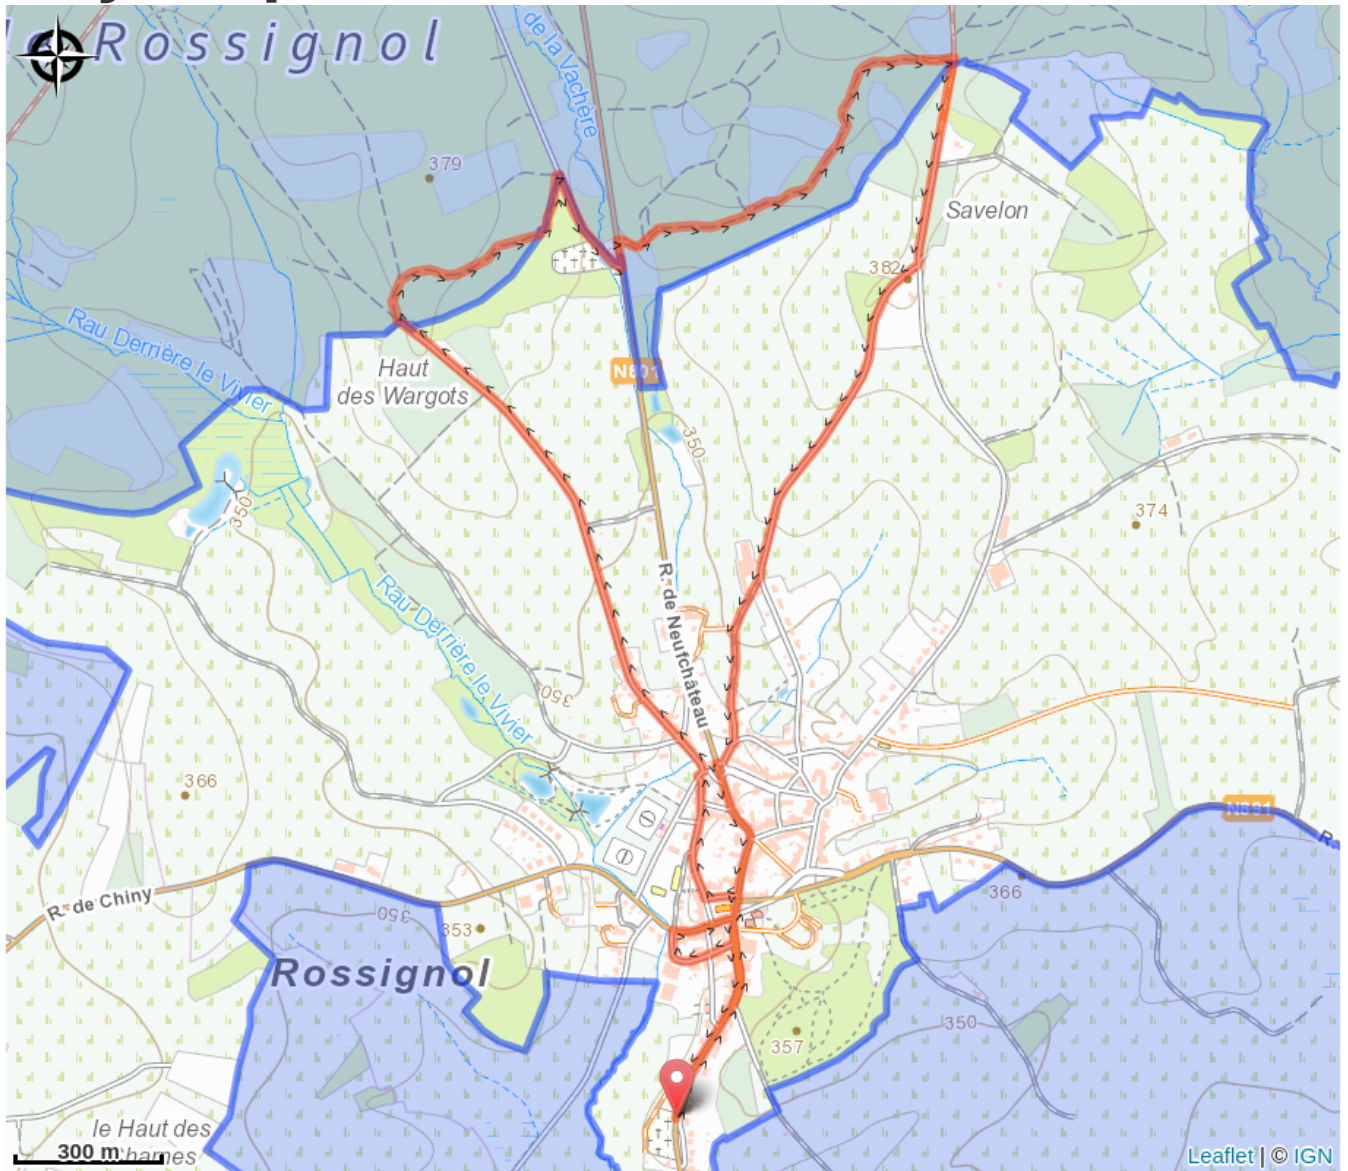 Rossignol
de la Vachère
379
Savelon
382
Rau Derrière le Vivier
Haut
des Wargots
N801
350
350
374
R. de Neufchâteau
Rau Derrière le Vivier
350
366
N891
R. de Chiny
350
353
366
Rossignol
350
357
le Haut des
300 m
Leaflet | © IGN